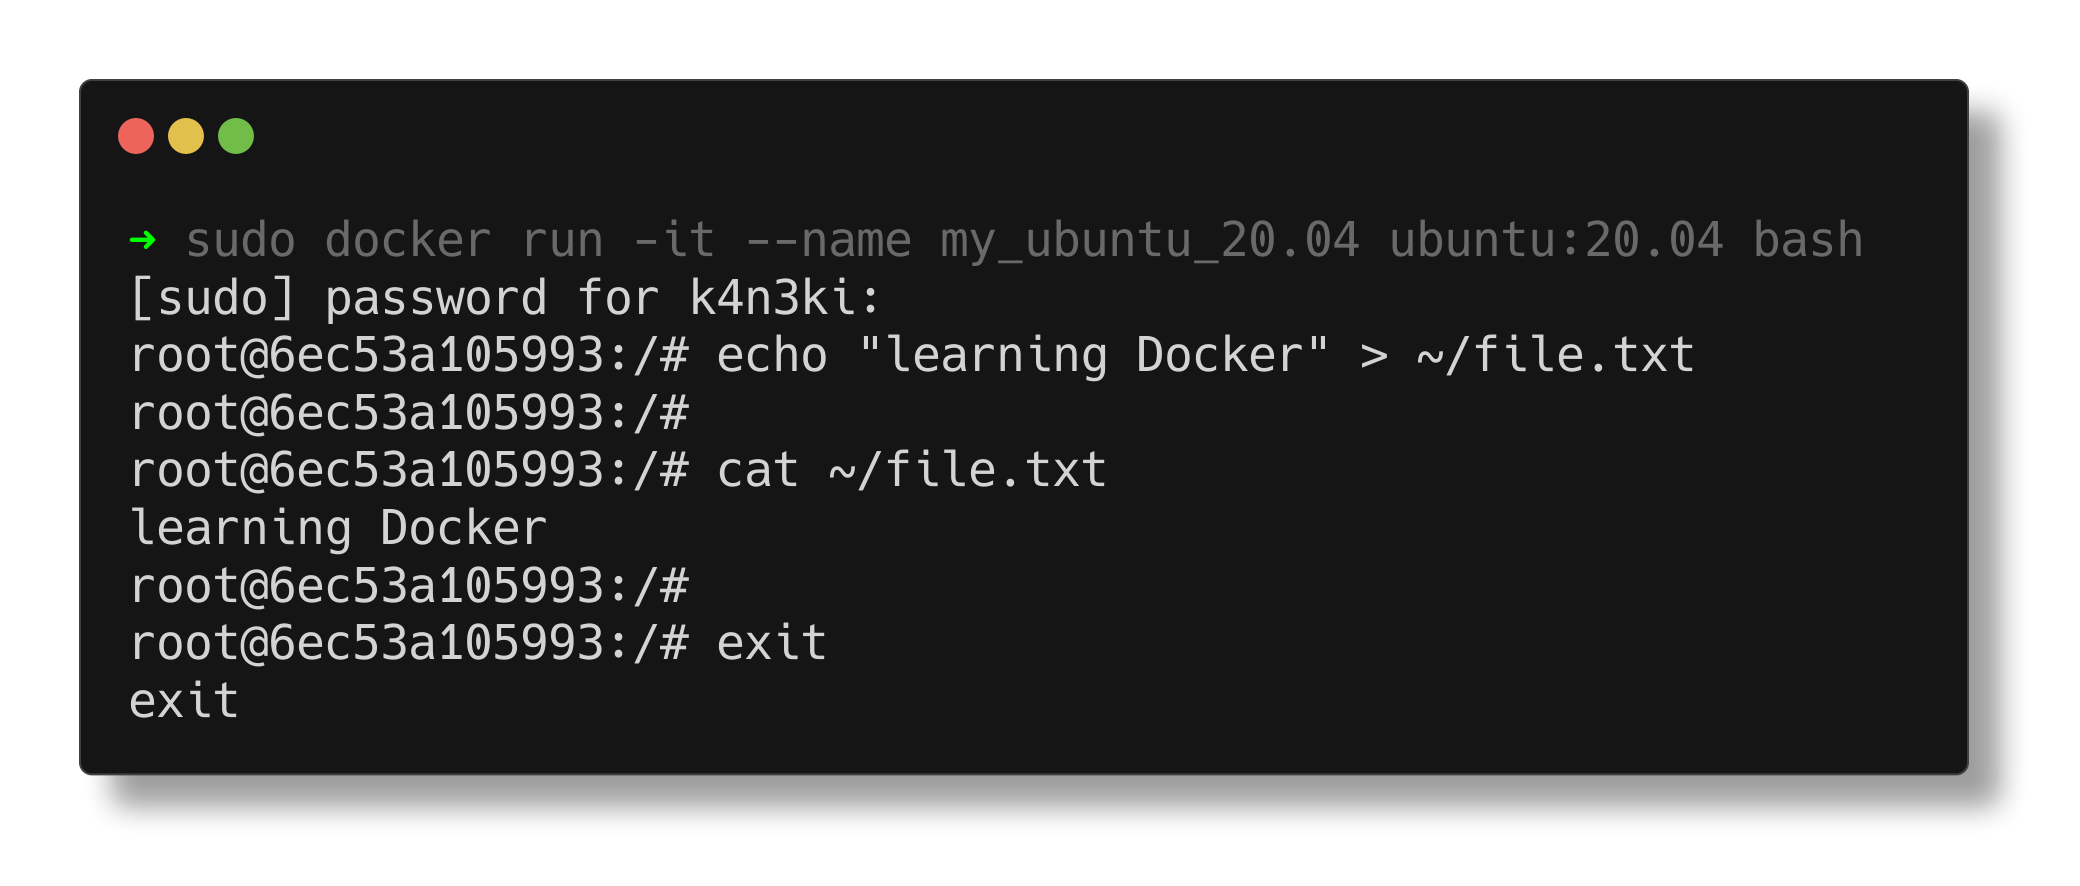 ➜ sudo docker run -it --name my_ubuntu_20.04 ubuntu:20.04 bash
[sudo] password for k4n3ki:
root@6ec53a105993:/# echo "learning Docker" > ~/file.txt
root@6ec53a105993:/#
root@6ec53a105993:/# cat ~/file.txt
learning Docker
root@6ec53a105993:/#
root@6ec53a105993:/# exit
exit